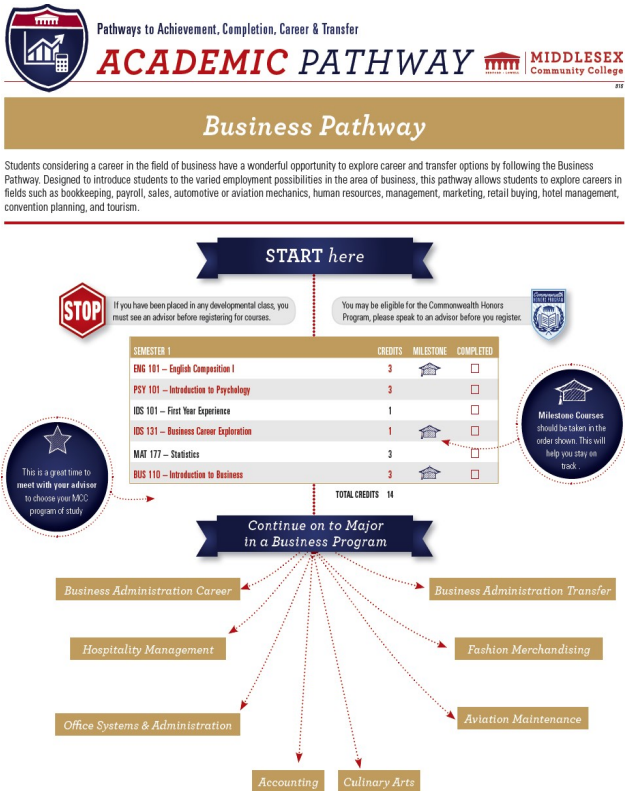 Pathways to Achievement, Completion, Career & Transfer
ACADEMIC PATHWAY
MIDDLESEX
Community College
BEDFORD • LOWELL
Business Pathway
Students considering a career in the field of business have a wonderful opportunity to explore career and transfer options by following the Business
Pathway. Designed to introduce students to the varied employment possibilities in the area of business, this pathway allows students to explore careers in
fields such as bookkeeping, payroll, sales, automotive or aviation mechanics, human resources, management, marketing, retail buying, hotel management,
convention planning, and tourism.
START here
STOP
If you have been placed in any developmental class, you
must see an advisor before registering for courses.
You may be eligible for the Commonwealth Honors
Program, please speak to an advisor before you register.
Commonwealth
HONORS PROGRAM
SEMESTER 1 CREDITS MILESTONE COMPLETED
ENG 101 – English Composition I 3
PSY 101 – Introduction to Psychology 3
IDS 101 – First Year Experience 1
IDS 131 – Business Career Exploration 1
MAT 177 – Statistics 3
BUS 110 – Introduction to Business 3
TOTAL CREDITS 14
Milestone Courses
should be taken in the
order shown. This will
help you stay on
track .
This is a great time to
meet with your advisor
to choose your MCC
program of study
Continue on to Major
in a Business Program
Business Administration Career
Business Administration Transfer
Hospitality Management
Fashion Merchandising
Office Systems & Administration
Aviation Maintenance
Accounting
Culinary Arts